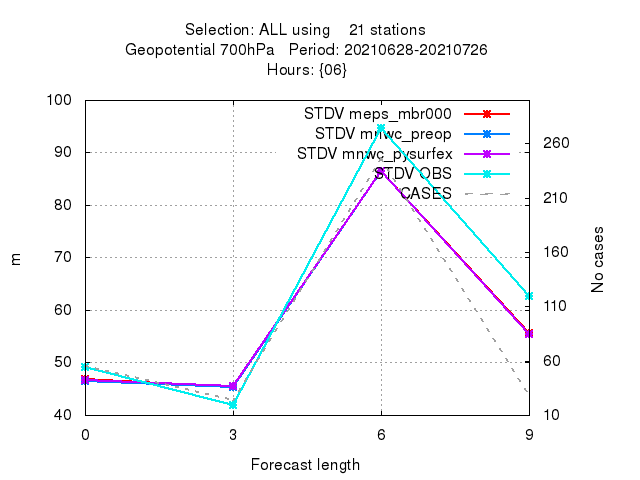 Selection: ALL using    21 stations
Geopotential 700hPa   Period: 20210628-20210726
Hours: {06}
STDV meps_mbr000
STDV mnwc_preop
STDV mnwc_pysurfex
STDV OBS
CASES
100
90
80
70
60
50
40
m
260
210
160
110
60
10
No cases
0 3 6 9
Forecast length